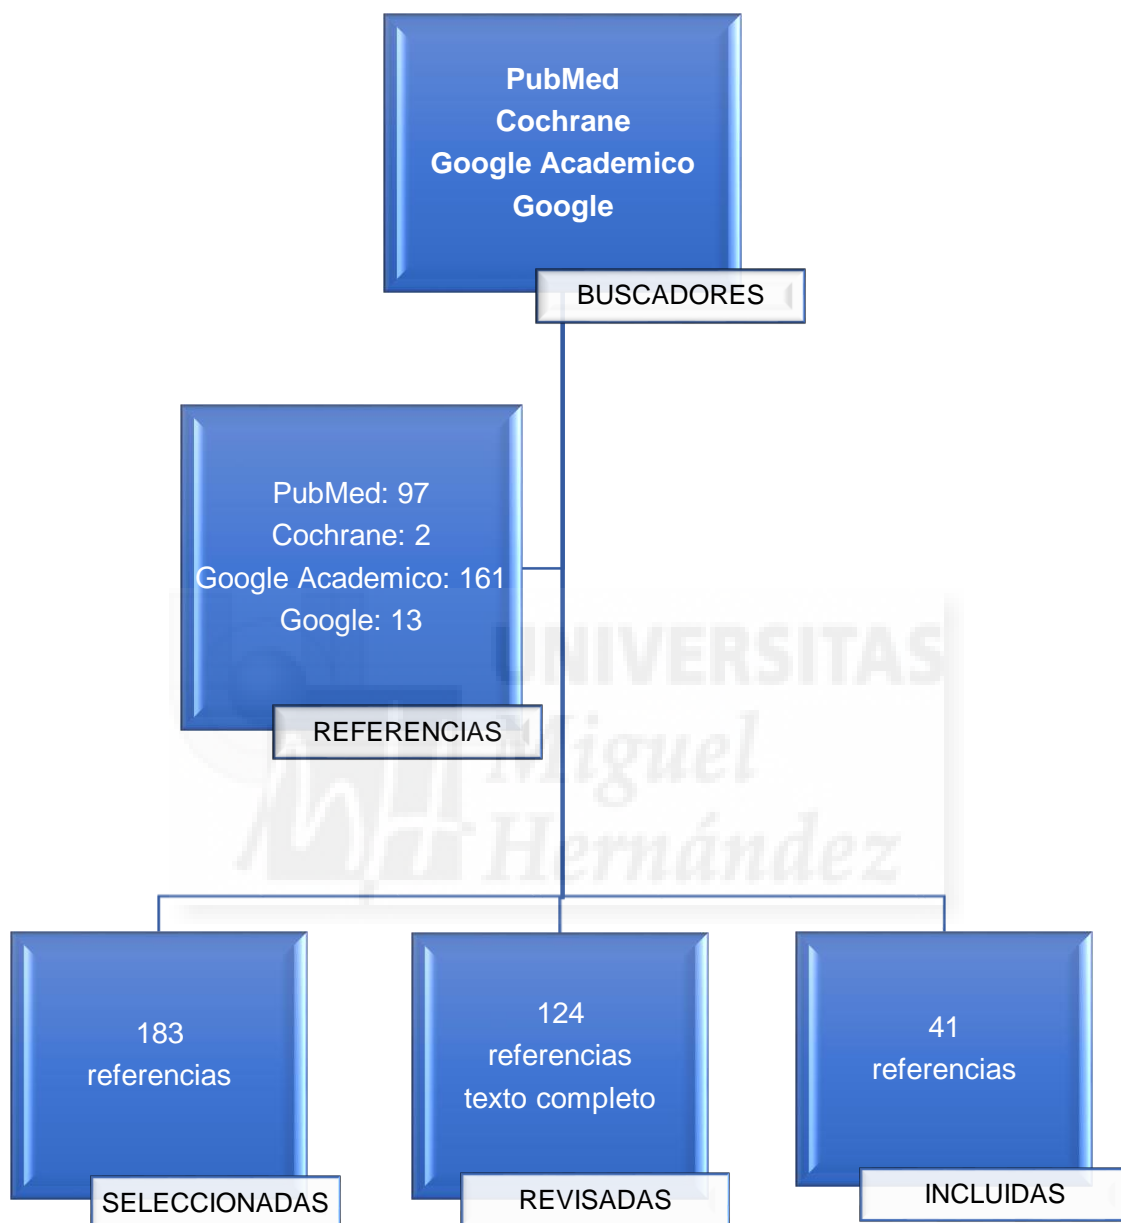 PubMed
Cochrane
Google Academico
Google
BUSCADORES
PubMed: 97
Cochrane: 2
Google Academico: 161
Google: 13
REFERENCIAS
UNIVERSITAS
Miguel
Hernández
183
referencias
SELECCIONADAS
124
referencias
texto completo
REVISADAS
41
referencias
INCLUIDAS